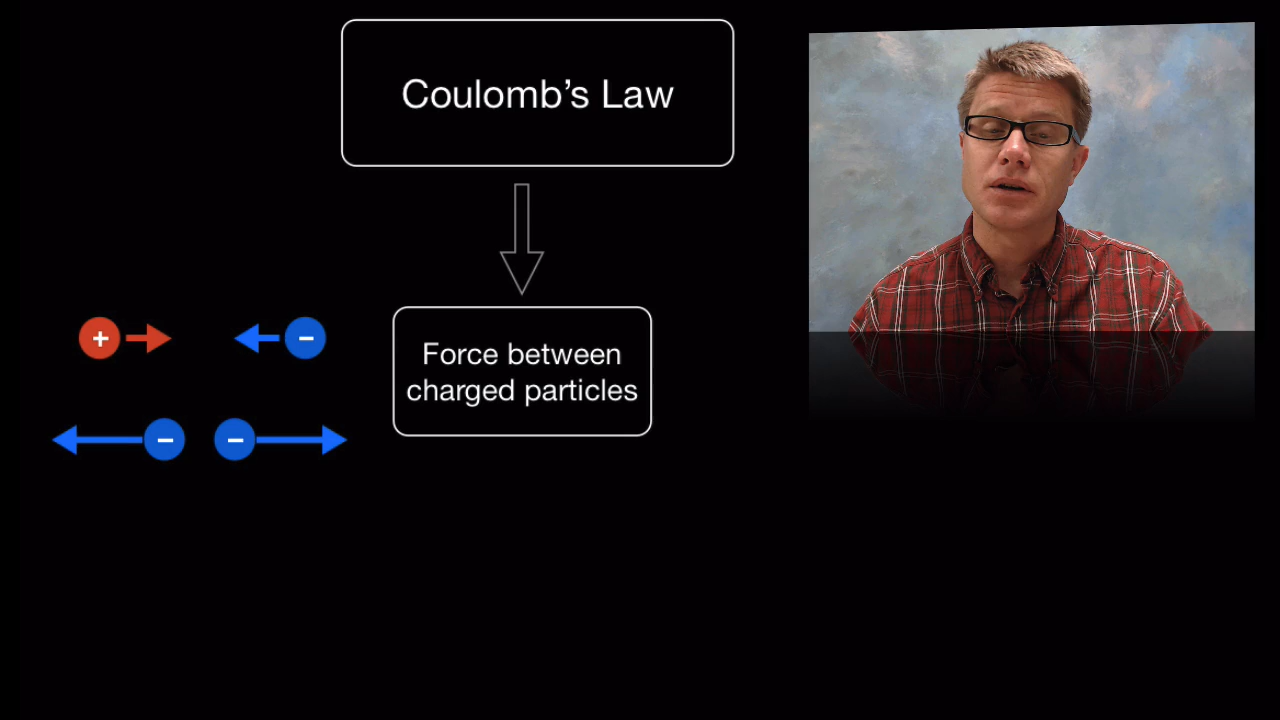 Coulomb’s Law
+ −
Force between
charged particles
− −